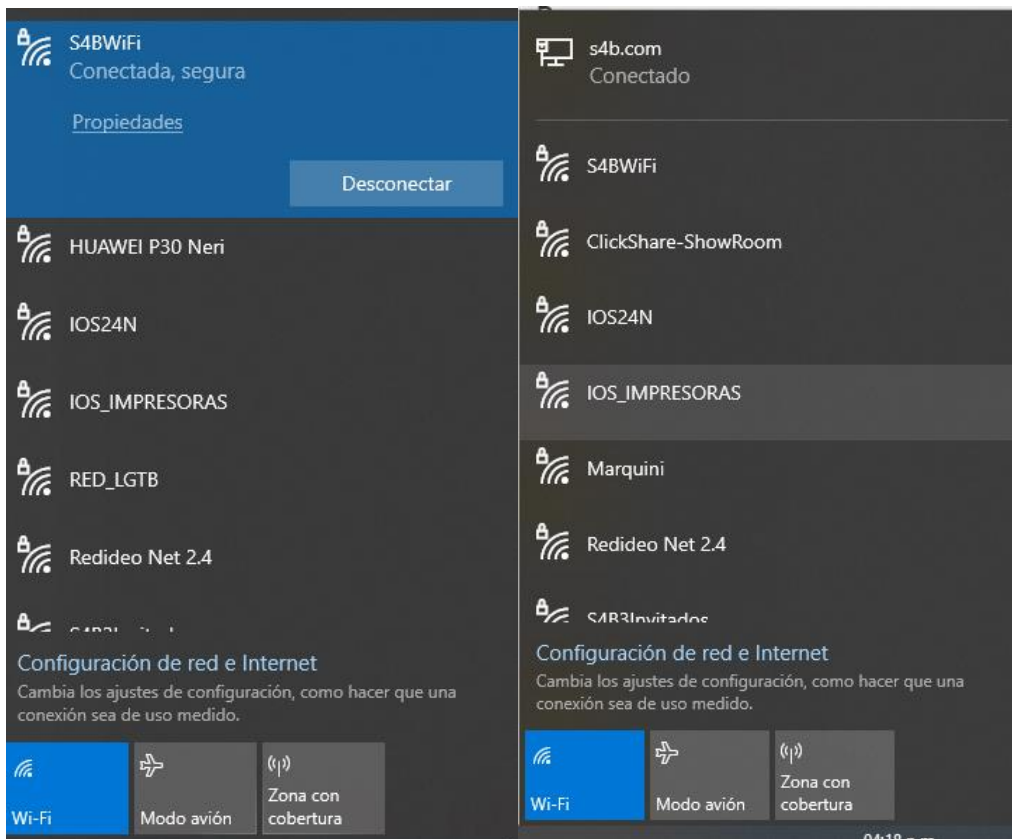 S4BWiFi
Conectada, segura
Propiedades
Desconectar
HUAWEI P30 Neri
IOS24N
IOS_IMPRESORAS
RED_LGTB
Redideo Net 2.4
Configuración de red e Internet
Cambia los ajustes de configuración, como hacer que una
conexión sea de uso medido.
Wi-Fi
Modo avión
Zona con
cobertura
s4b.com
Conectado
S4BWiFi
ClickShare-ShowRoom
IOS24N
IOS_IMPRESORAS
Marquini
Redideo Net 2.4
S4B3Invitados
Configuración de red e Internet
Cambia los ajustes de configuración, como hacer que una
conexión sea de uso medido.
Wi-Fi
Modo avión
Zona con
cobertura